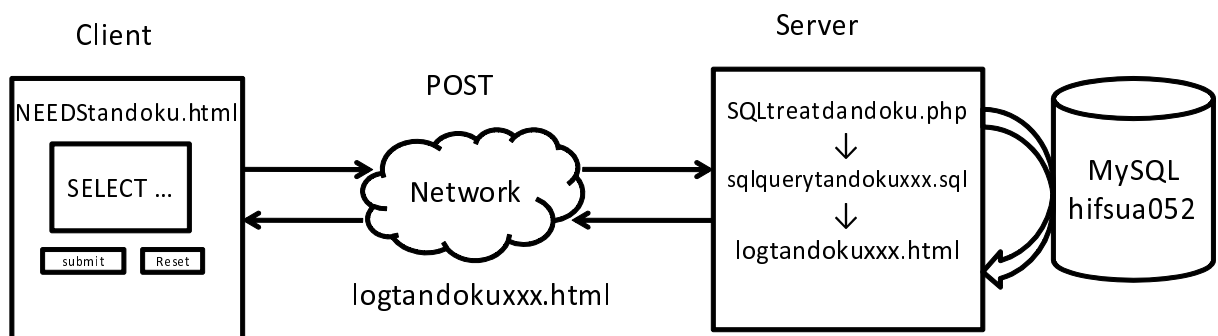 Client
NEEDStandoku.html
SELECT ...
submit
Reset
POST
Network
logtandokuxxx.html
Server
SQLtreatdandoku.php
↓
sqlquerytandokuxxx.sql
↓
logtandokuxxx.html
MySQL
hifsua052